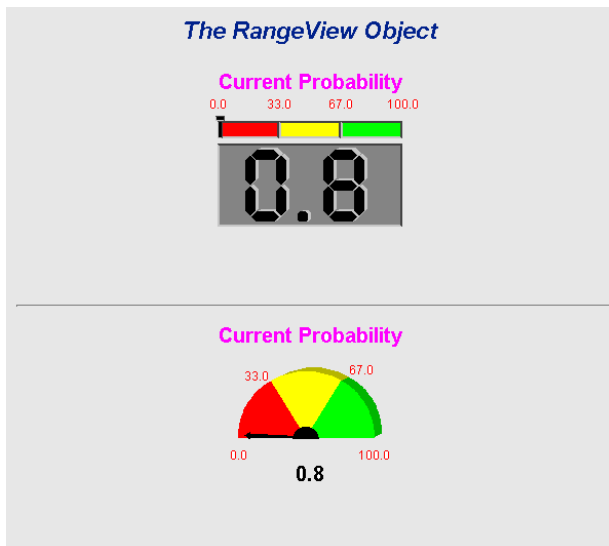 The RangeView Object
Current Probability
0.0 33.0 67.0 100.0
0.8
Current Probability
33.0 67.0
0.0 100.0
0.8